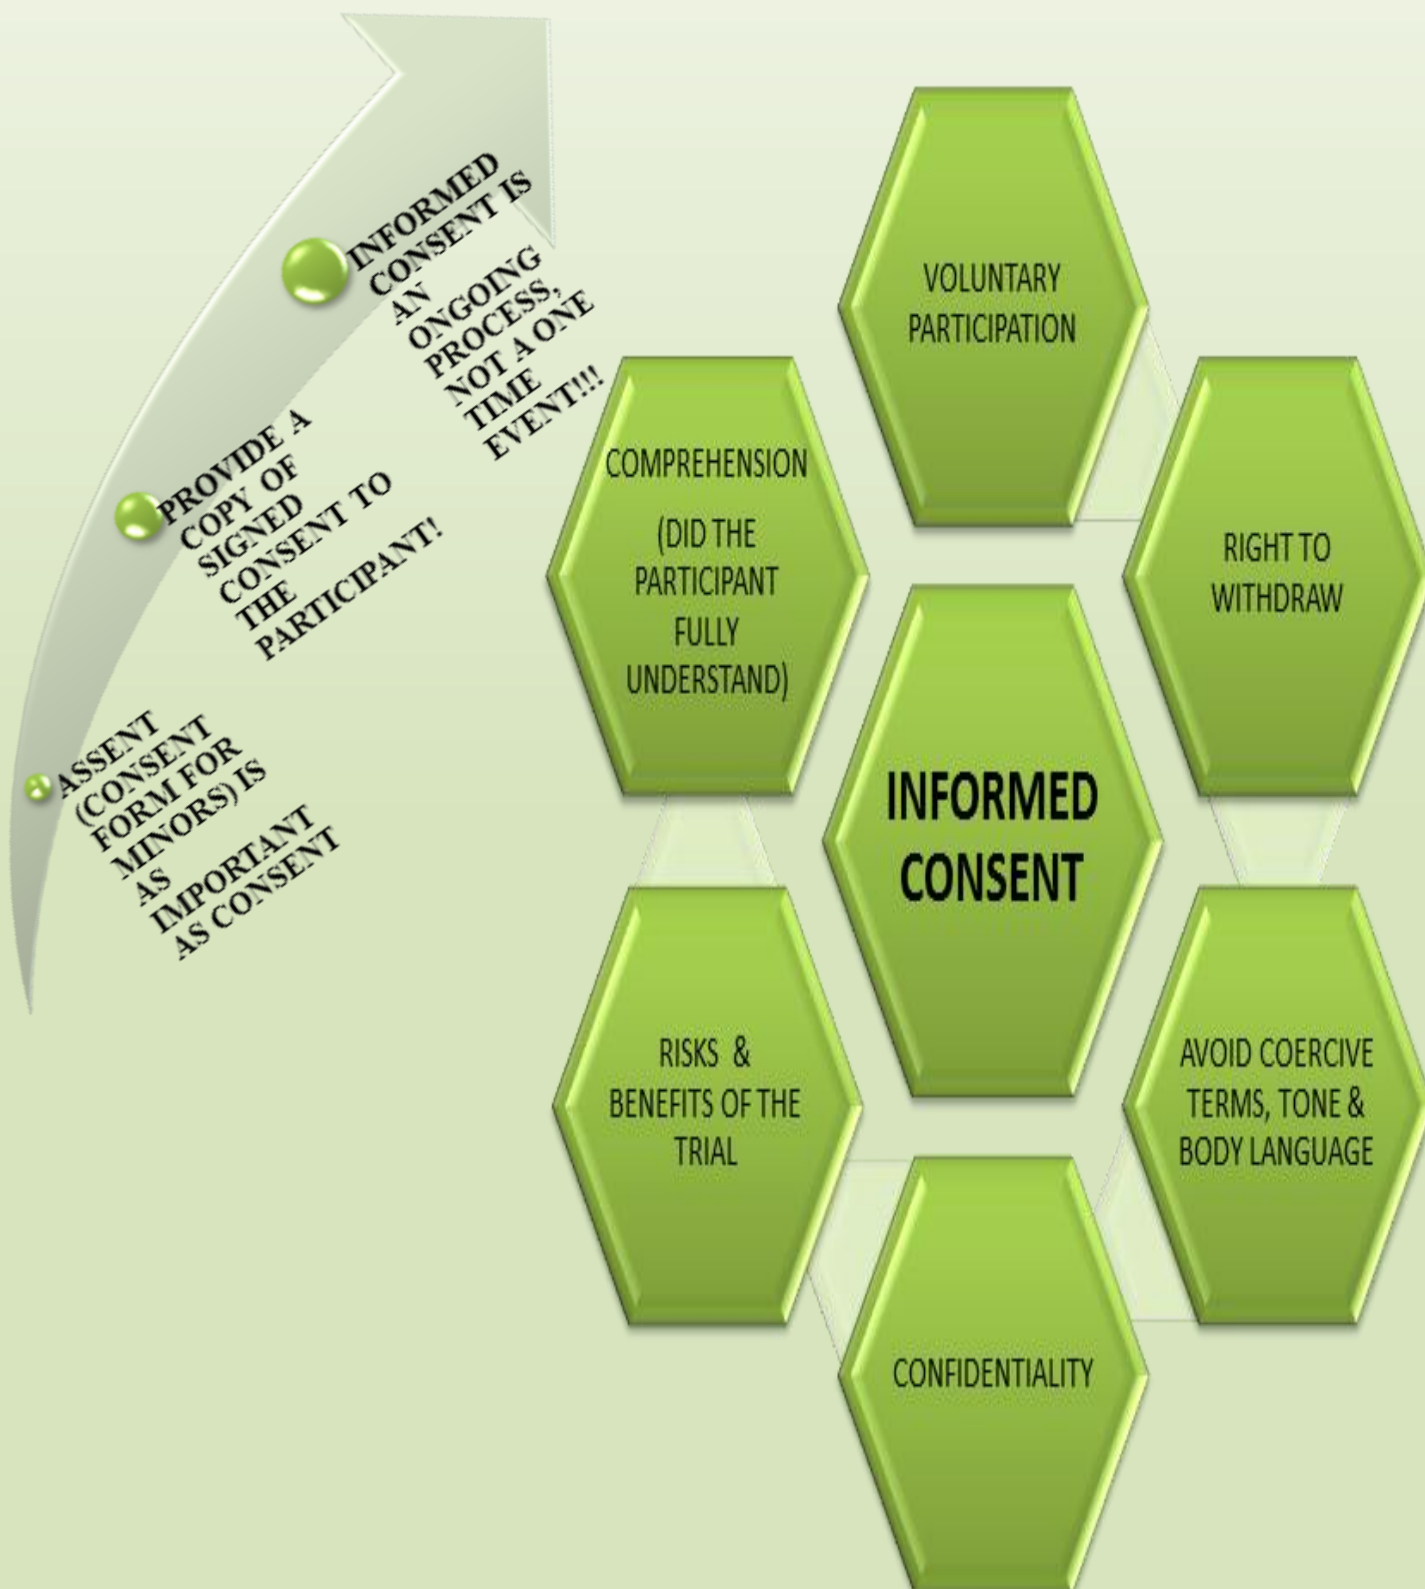 INFORMED
CONSENT IS
AN
ONGOING
PROCESS,
NOT A ONE
TIME
EVENT!!!
PROVIDE A
COPY OF
SIGNED
CONSENT TO
THE
PARTICIPANT!
ASSENT
(CONSENT
FORM FOR
MINORS) IS
AS
IMPORTANT
AS CONSENT
VOLUNTARY
PARTICIPATION
COMPREHENSION
(DID THE
PARTICIPANT
FULLY
UNDERSTAND)
RIGHT TO
WITHDRAW
INFORMED
CONSENT
RISKS &
BENEFITS OF THE
TRIAL
AVOID COERCIVE
TERMS, TONE &
BODY LANGUAGE
CONFIDENTIALITY